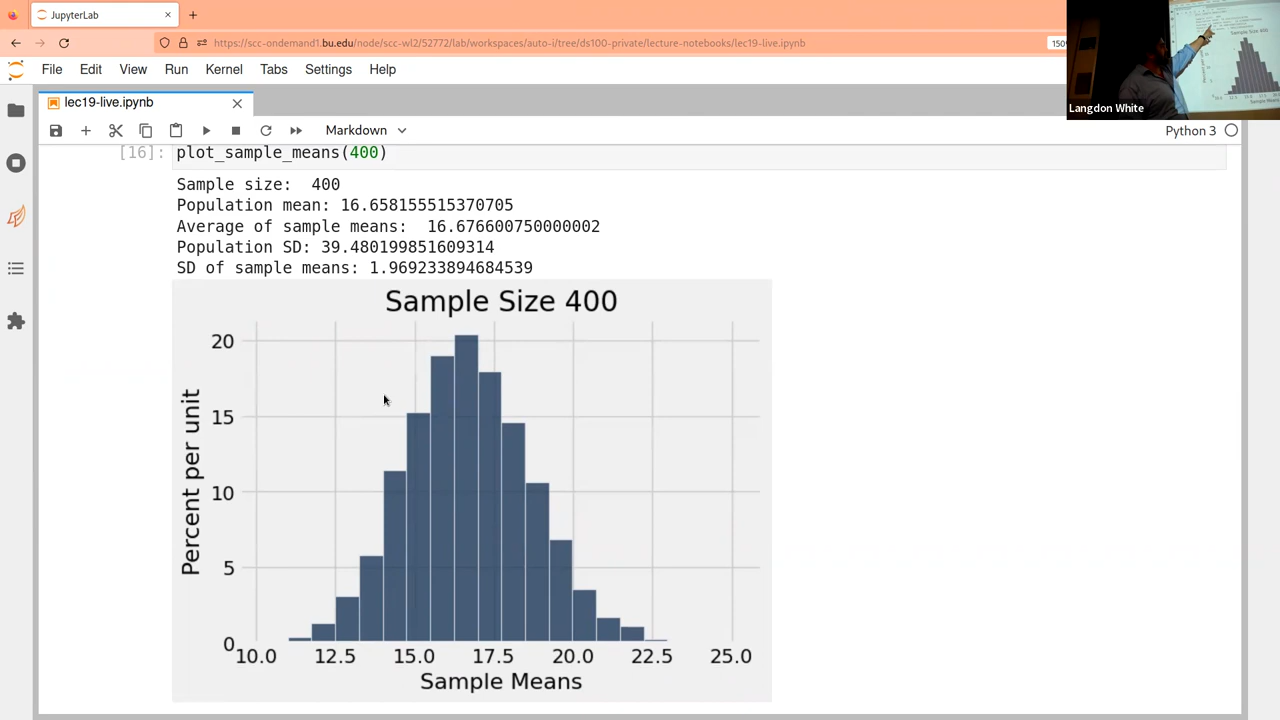 JupyterLab
https://scc-ondemand1.bu.edu/node/scc-wl2/52772/lab/workspaces/auto-i/tree/ds100-private/lecture-notebooks/lec19-live.ipynb
150
Langdon White
File Edit View Run Kernel Tabs Settings Help
lec19-live.ipynb
Markdown
Python 3
[16]: plot_sample_means(400)
Sample size:  400
Population mean: 16.658155515370705
Average of sample means:  16.676600750000002
Population SD: 39.480199851609314
SD of sample means: 1.969233894684539
Sample Size 400
Percent per unit
20
15
10
5
0
10.0 12.5 15.0 17.5 20.0 22.5 25.0
Sample Means